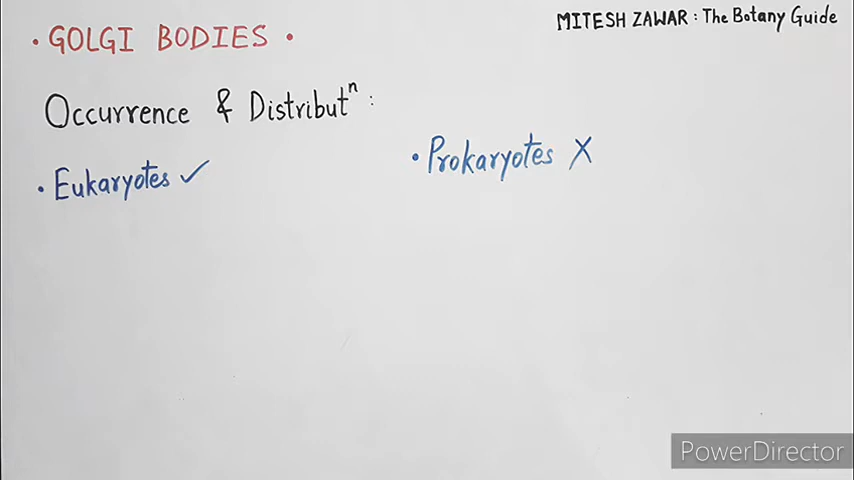 MITESH ZAWAR : The Botany Guide
• GOLGI BODIES •
Occurrence & Distributⁿ :
• Eukaryotes ✓
• Prokaryotes X
PowerDirector